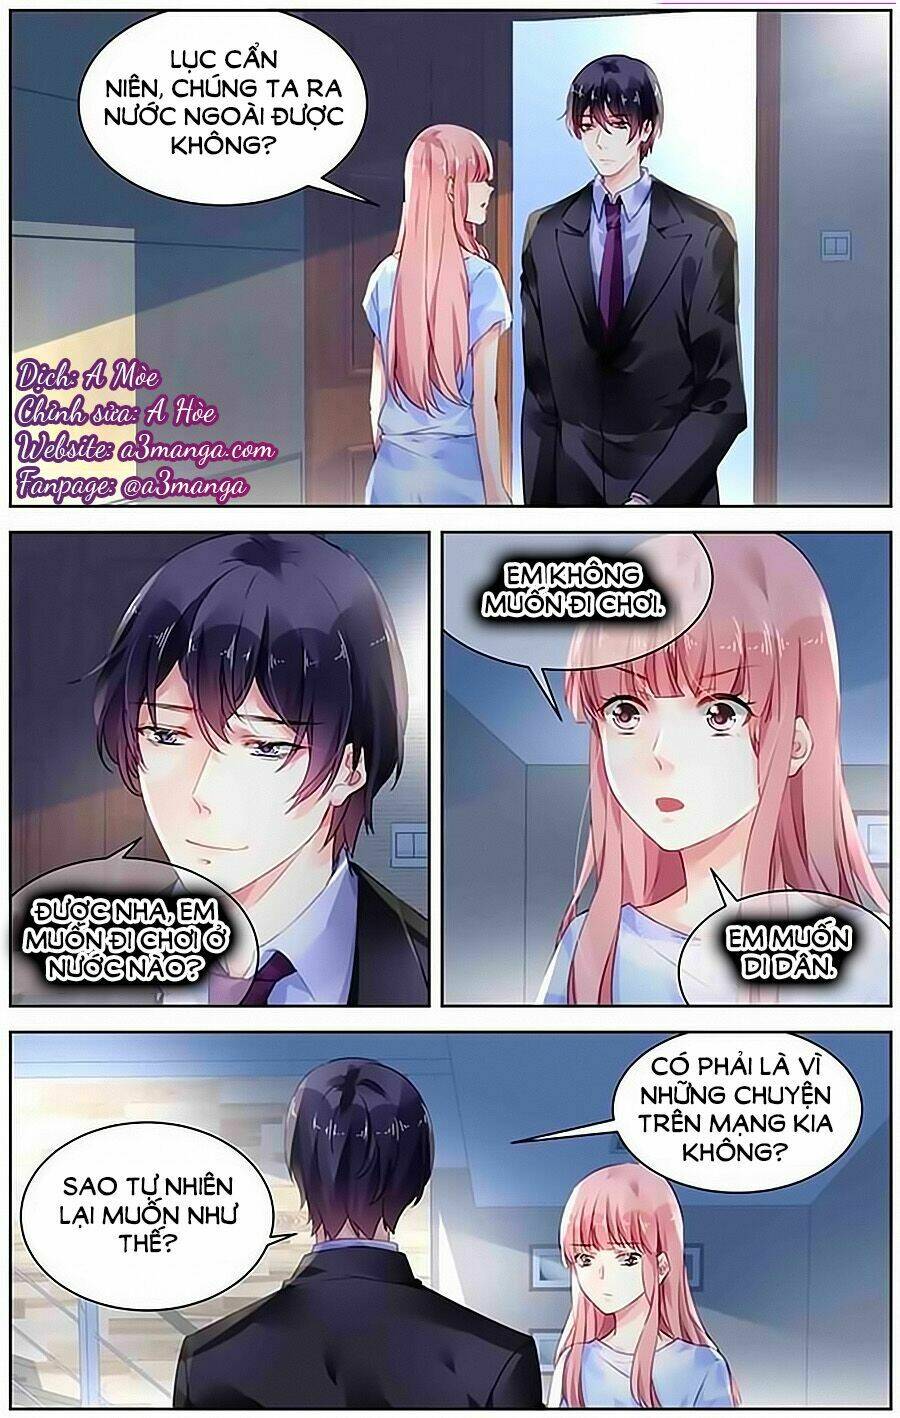 LỤC CẨN
NIÊN, CHÚNG TA RA
NƯỚC NGOÀI ĐƯỢC
KHÔNG?
Dịch: A Mòe
Chỉnh sửa: A Hòe
Website: a3manga.com
Fanpage: @a3manga
ĐƯỢC NHA, EM
MUỐN ĐI CHƠI Ở
NƯỚC NÀO?
EM KHÔNG
MUỐN ĐI CHƠI.
EM MUỐN
DI DÂN.
SAO TỰ NHIÊN
LẠI MUỐN NHƯ
THẾ?
CÓ PHẢI LÀ VÌ
NHỮNG CHUYỆN
TRÊN MẠNG KIA
KHÔNG?